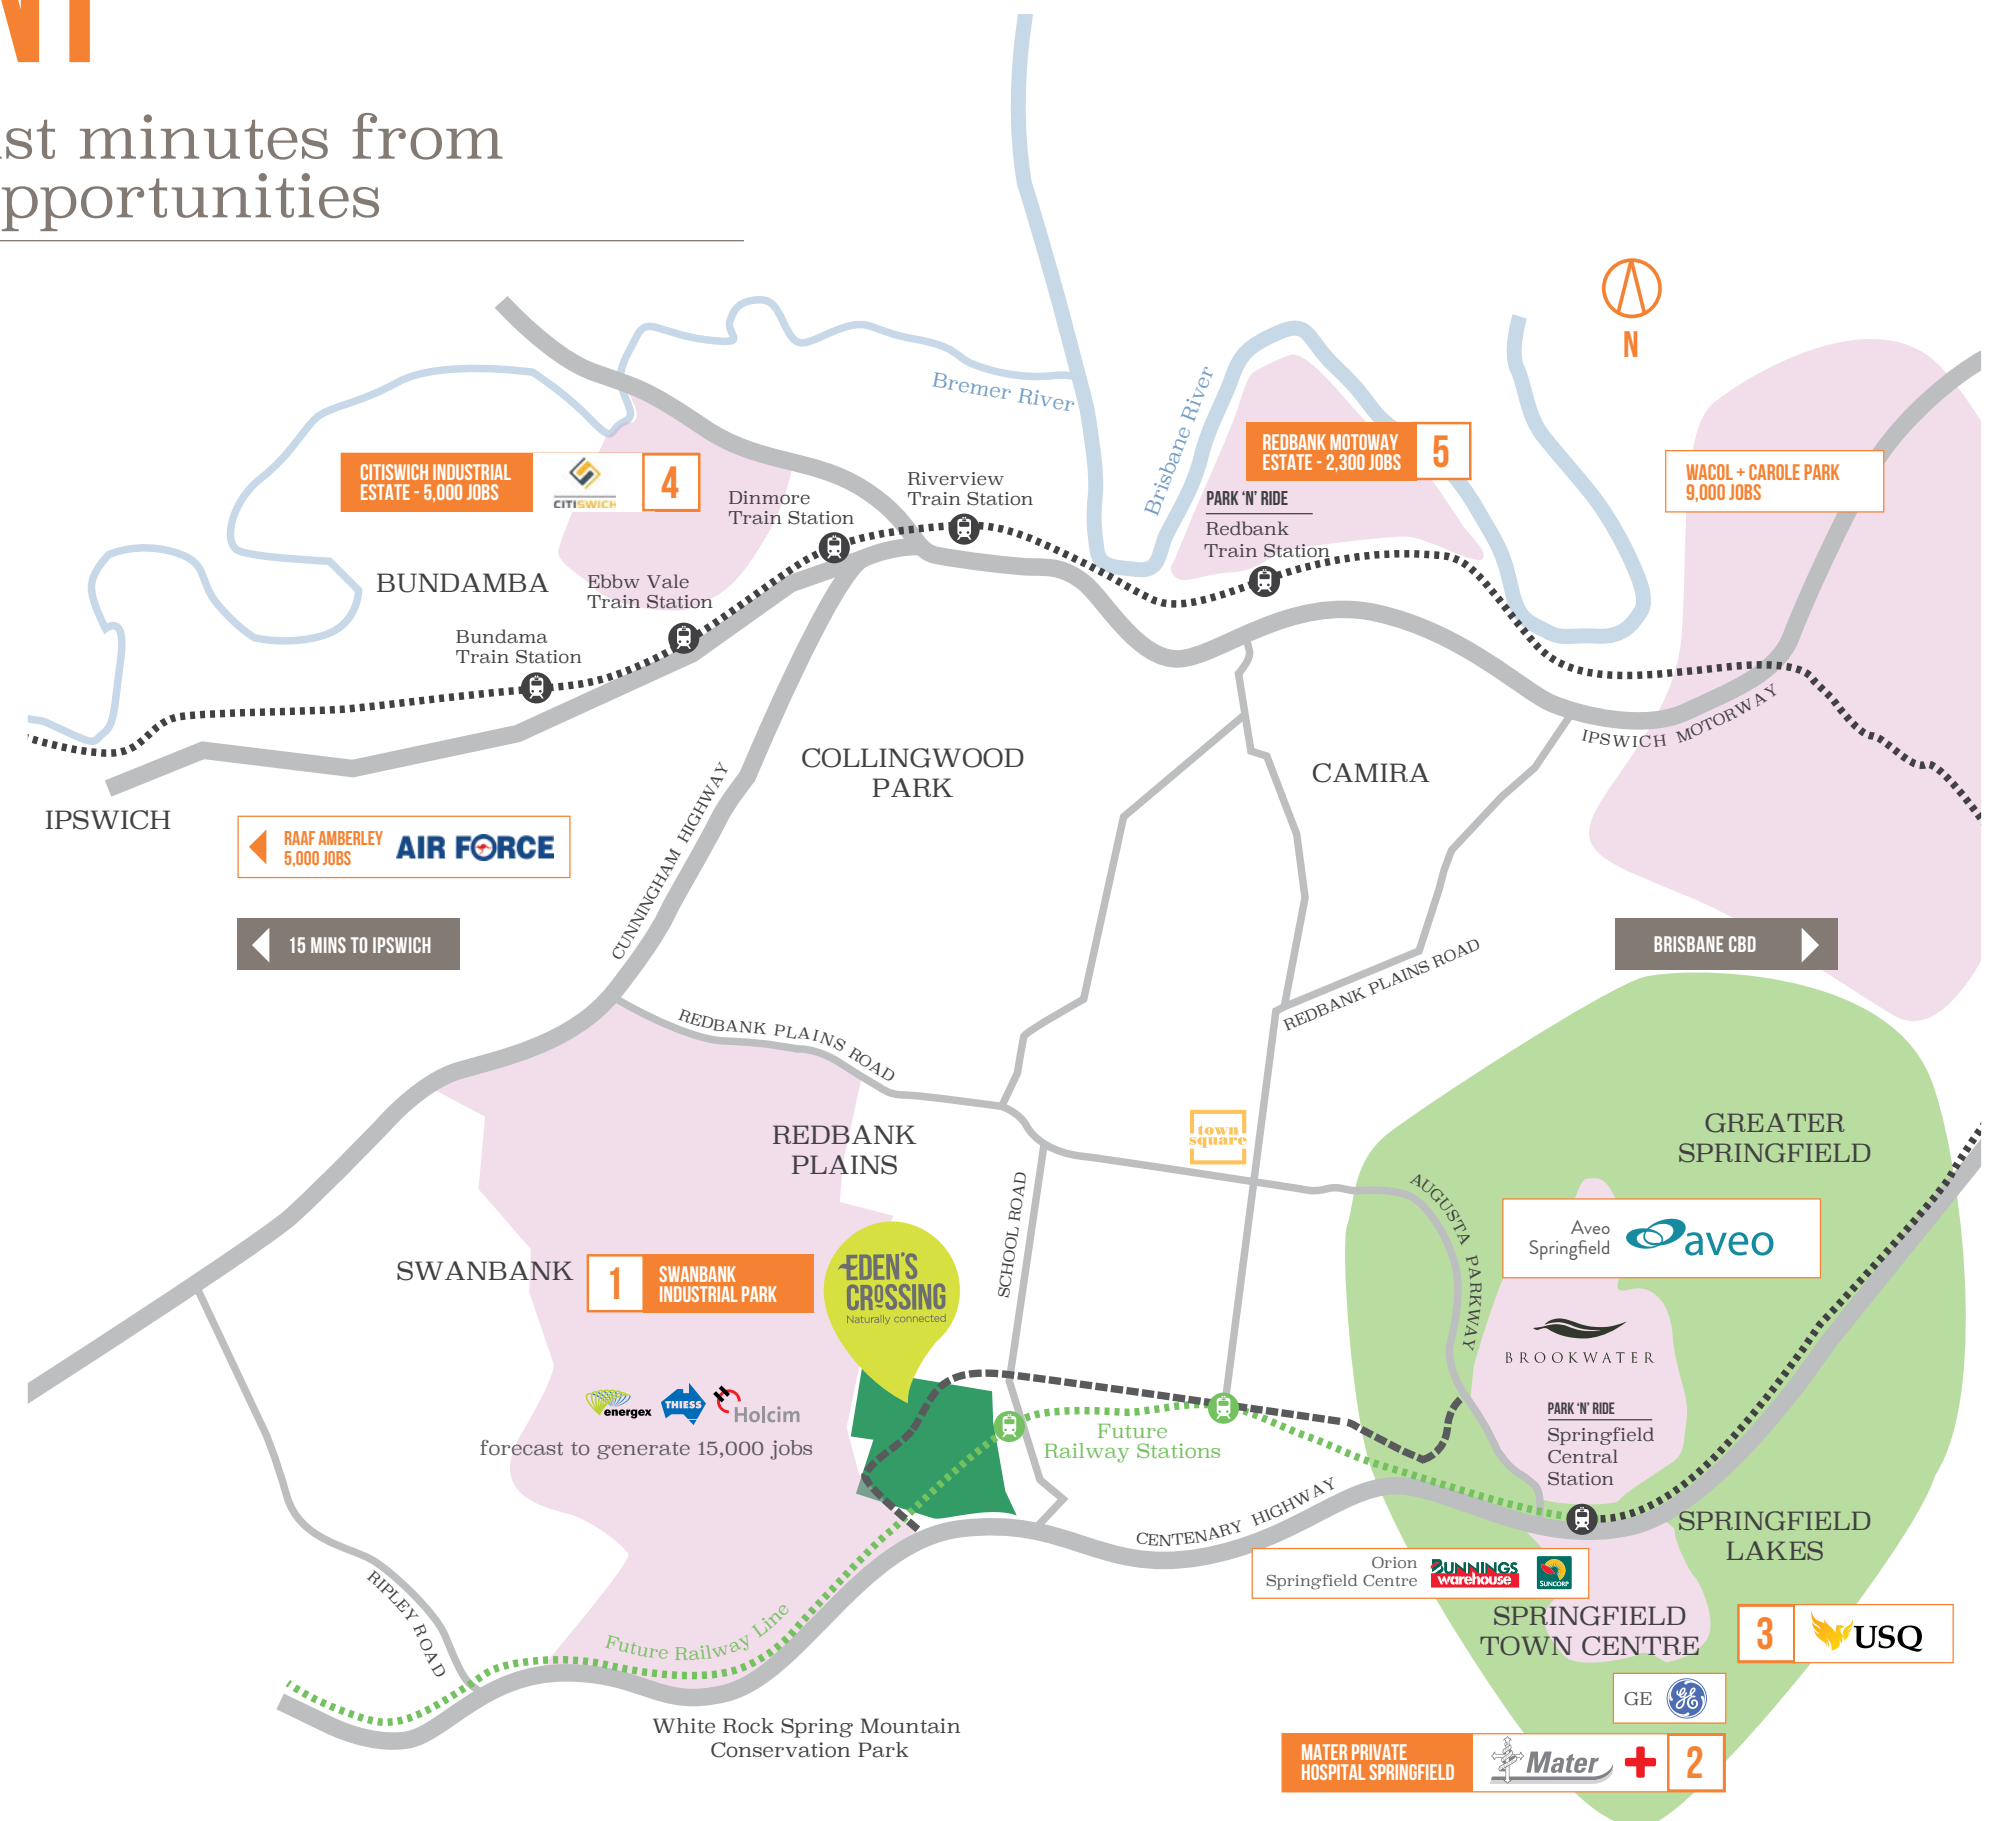 NT
st minutes from
pportunities
N
Bremer River
Brisbane River
REDBANK MOTOWAY
ESTATE - 2,300 JOBS
5
PARK ‘N’ RIDE
Redbank
Train Station
WACOL + CAROLE PARK
9,000 JOBS
CITISWICH INDUSTRIAL
ESTATE - 5,000 JOBS
CITISWICH
4
Dinmore
Train Station
Riverview
Train Station
BUNDAMBA
Ebbw Vale
Train Station
Bundama
Train Station
IPSWICH MOTORWAY
COLLINGWOOD
PARK
CAMIRA
IPSWICH
RAAF AMBERLEY
5,000 JOBS
AIR FORCE
CUNNINGHAM HIGHWAY
15 MINS TO IPSWICH
BRISBANE CBD
REDBANK PLAINS ROAD
REDBANK PLAINS ROAD
REDBANK
PLAINS
town
square
GREATER
SPRINGFIELD
SCHOOL ROAD
AUGUSTA PARKWAY
Aveo
Springfield
aveo
SWANBANK
1
SWANBANK
INDUSTRIAL PARK
EDEN'S
CROSSING
Naturally connected
BROOKWATER
energex
THIESS
Holcim
forecast to generate 15,000 jobs
Future
Railway Stations
PARK ‘N’ RIDE
Springfield
Central
Station
CENTENARY HIGHWAY
SPRINGFIELD
LAKES
Orion
Springfield Centre
BUNNINGS
warehouse
SUNCORP
RIPLEY ROAD
Future Railway Line
SPRINGFIELD
TOWN CENTRE
3
USQ
GE
GE
White Rock Spring Mountain
Conservation Park
MATER PRIVATE
HOSPITAL SPRINGFIELD
Mater
2